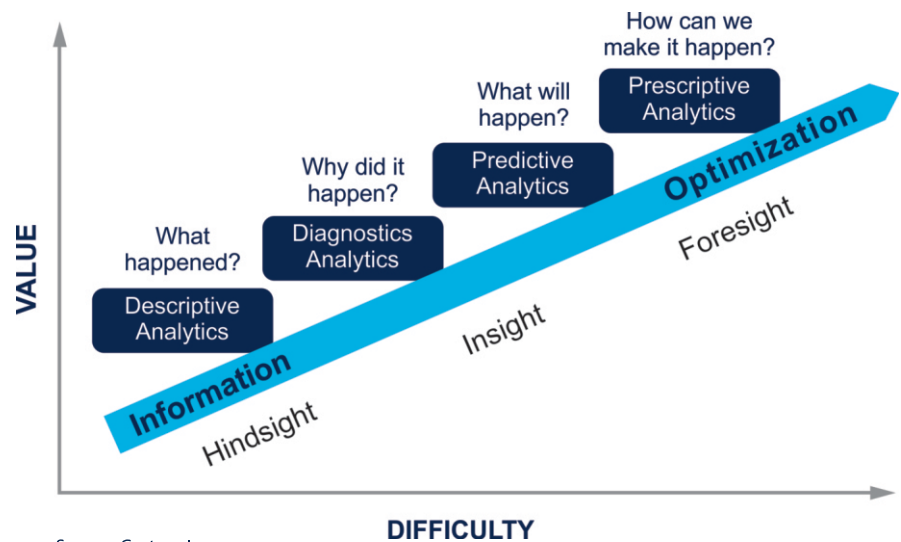 How can we
make it happen?
Prescriptive
Analytics
What will
happen?
Predictive
Analytics
Why did it
happen?
Diagnostics
Analytics
What
happened?
Descriptive
Analytics
Information
Optimization
Hindsight
Insight
Foresight
VALUE
DIFFICULTY